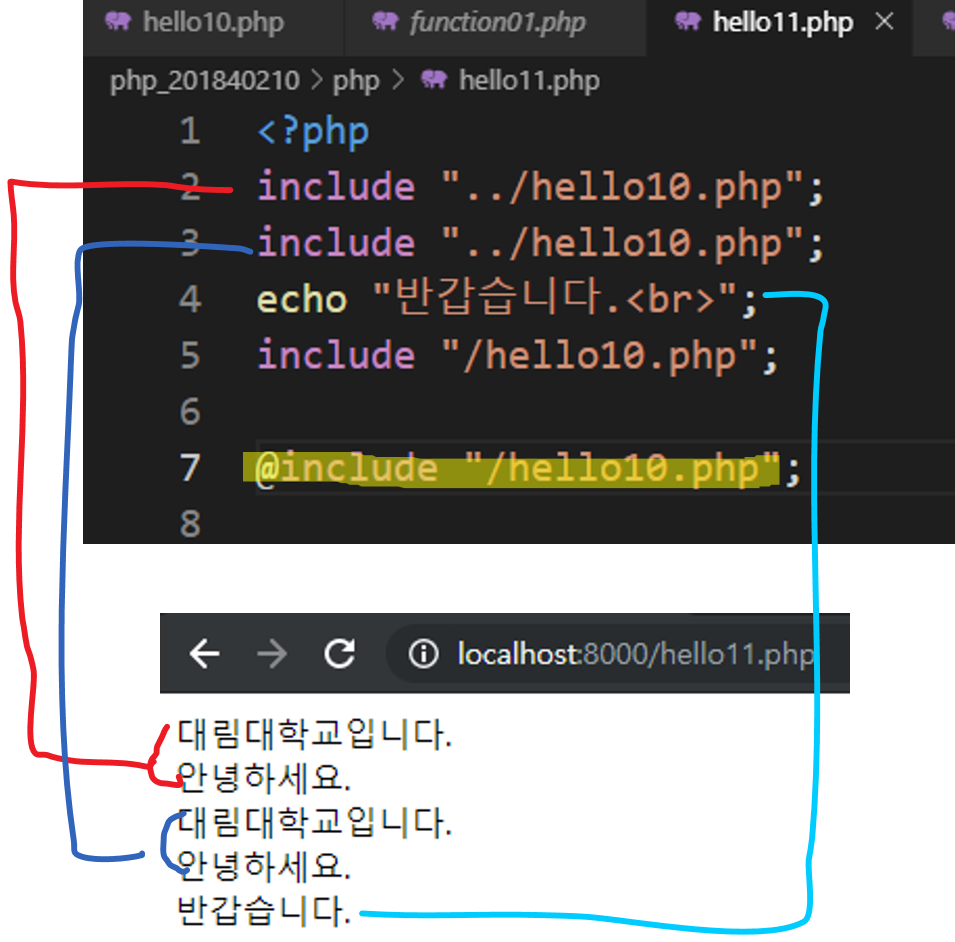 hello10.php function01.php hello11.php
php_201840210 > php > hello11.php
1 <?php
2 include "../hello10.php";
3 include "../hello10.php";
4 echo "반갑습니다.<br>";
5 include "/hello10.php";
6
7 @include "/hello10.php";
8
localhost:8000/hello11.php
대림대학교입니다.
안녕하세요.
대림대학교입니다.
안녕하세요.
반갑습니다.